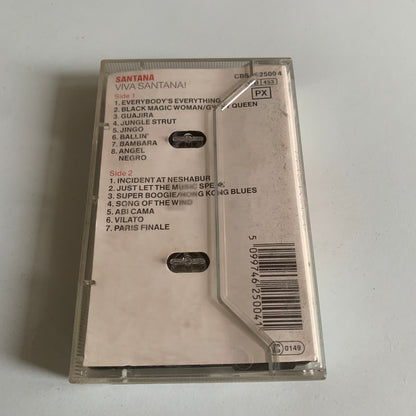 SANTANA
VIVA SANTANA!
CBS 462500 4
PX
Side 1
1. EVERYBODY'S EVERYTHING
2. BLACK MAGIC WOMAN/GYPSY QUEEN
3. GUAJIRA
4. JUNGLE STRUT
5. JINGO
6. BALLIN'
7. BAMBARA
8. ANGEL
NEGRO
Side 2
1. INCIDENT AT NESHABUR
2. JUST LET THE MUSIC SPEAK
3. SUPER BOOGIE/HONG KONG BLUES
4. SONG OF THE WIND
5. ABI CAMA
6. VILATO
7. PARIS FINALE
5 099746 250041
0149